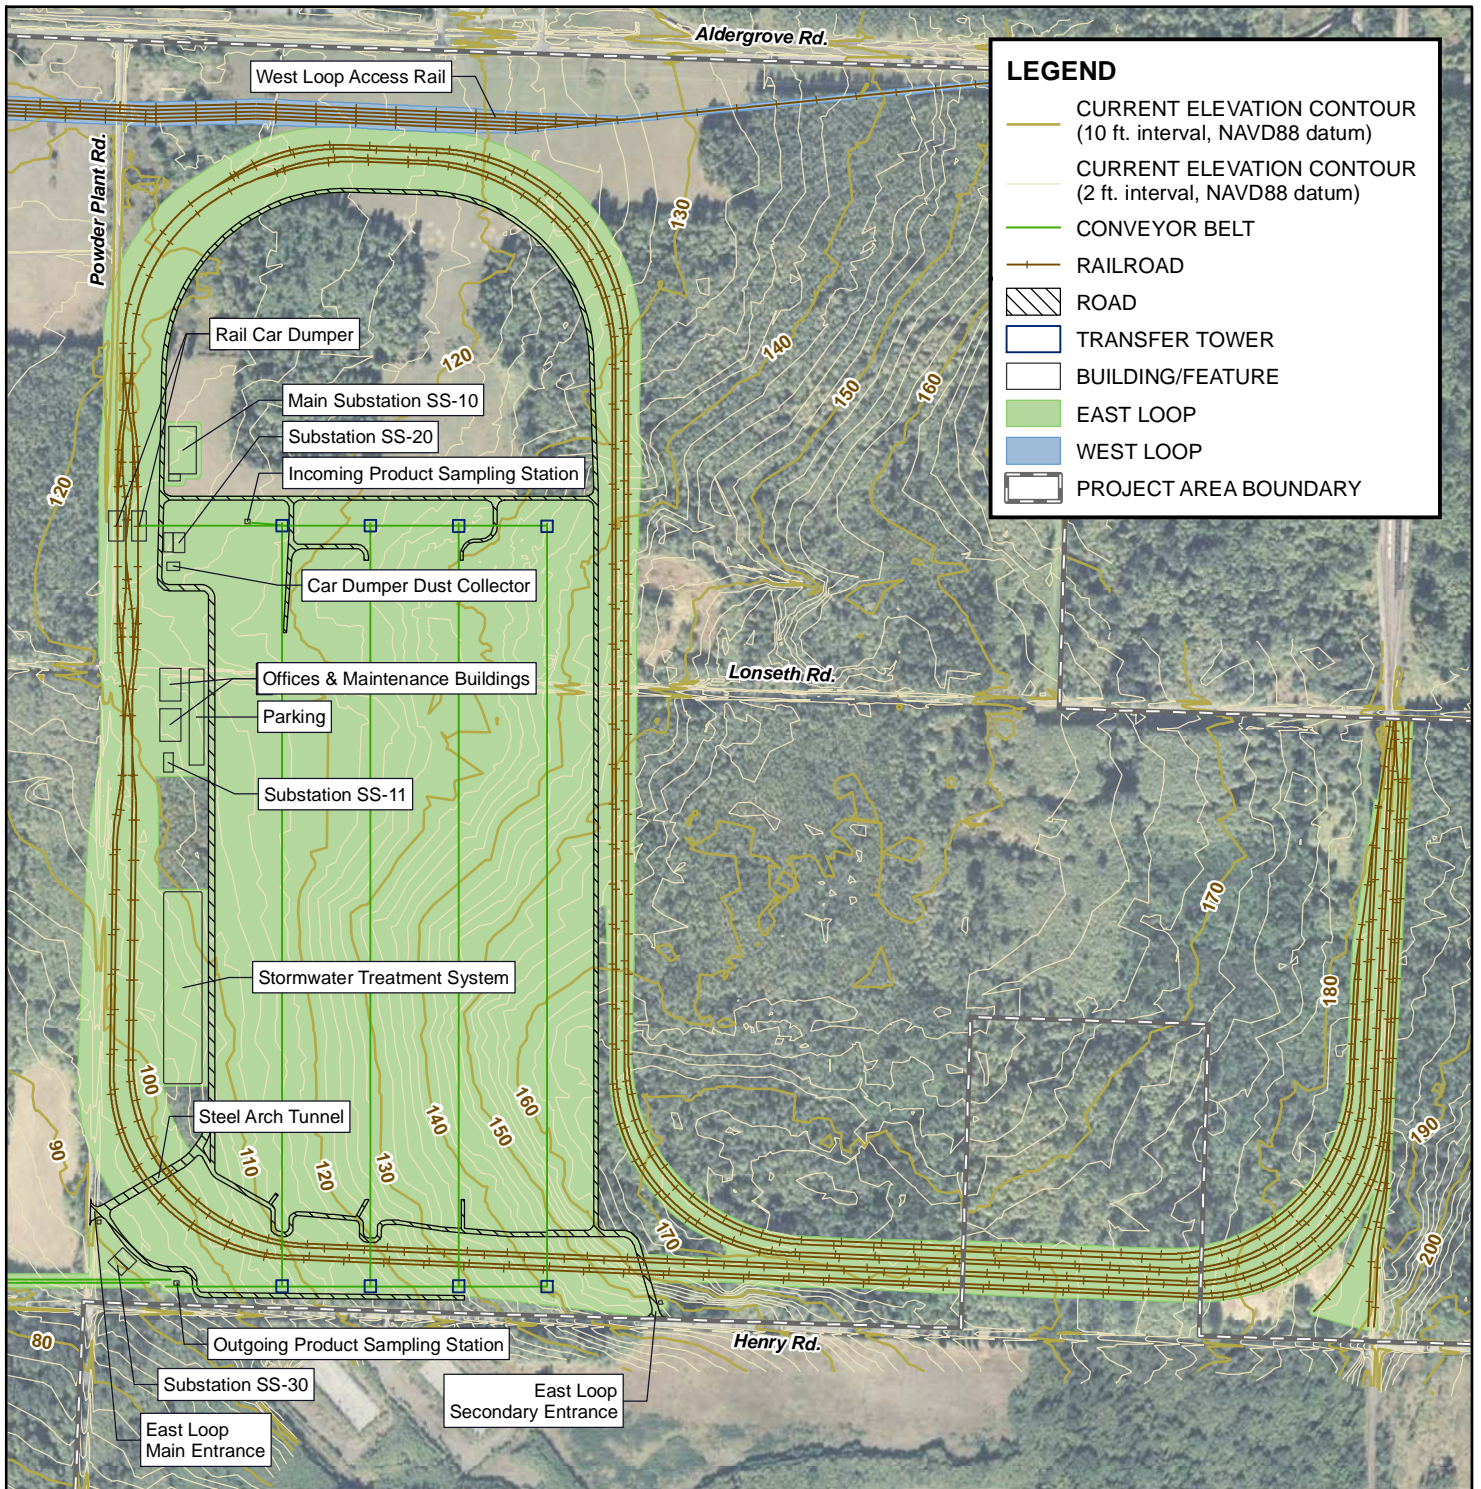 Aldergrove Rd.
West Loop Access Rail
Powder Plant Rd.
LEGEND
CURRENT ELEVATION CONTOUR
(10 ft. interval, NAVD88 datum)
CURRENT ELEVATION CONTOUR
(2 ft. interval, NAVD88 datum)
CONVEYOR BELT
RAILROAD
ROAD
TRANSFER TOWER
BUILDING/FEATURE
EAST LOOP
WEST LOOP
PROJECT AREA BOUNDARY
130
140
150
160
120
120
Rail Car Dumper
Main Substation SS-10
Substation SS-20
Incoming Product Sampling Station
Car Dumper Dust Collector
Offices & Maintenance Buildings
Parking
Substation SS-11
Lonseth Rd.
170
180
Stormwater Treatment System
100
90
Steel Arch Tunnel
110
120
130
140
150
160
170
190
200
80
Henry Rd.
Outgoing Product Sampling Station
Substation SS-30
East Loop
Main Entrance
East Loop
Secondary Entrance